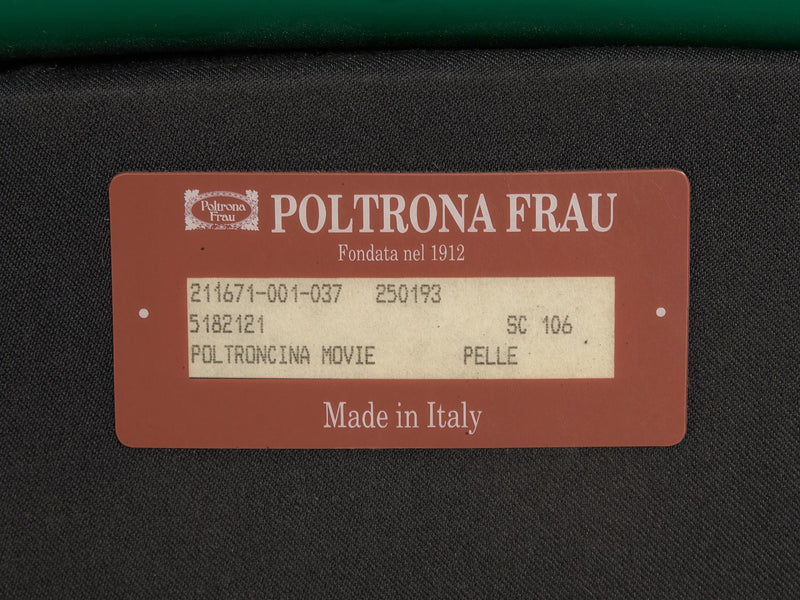 Poltrona
Frau
POLTRONA FRAU
Fondata nel 1912
211671-001-037 250193
5182121 SC 106
POLTRONCINA MOVIE PELLE
Made in Italy